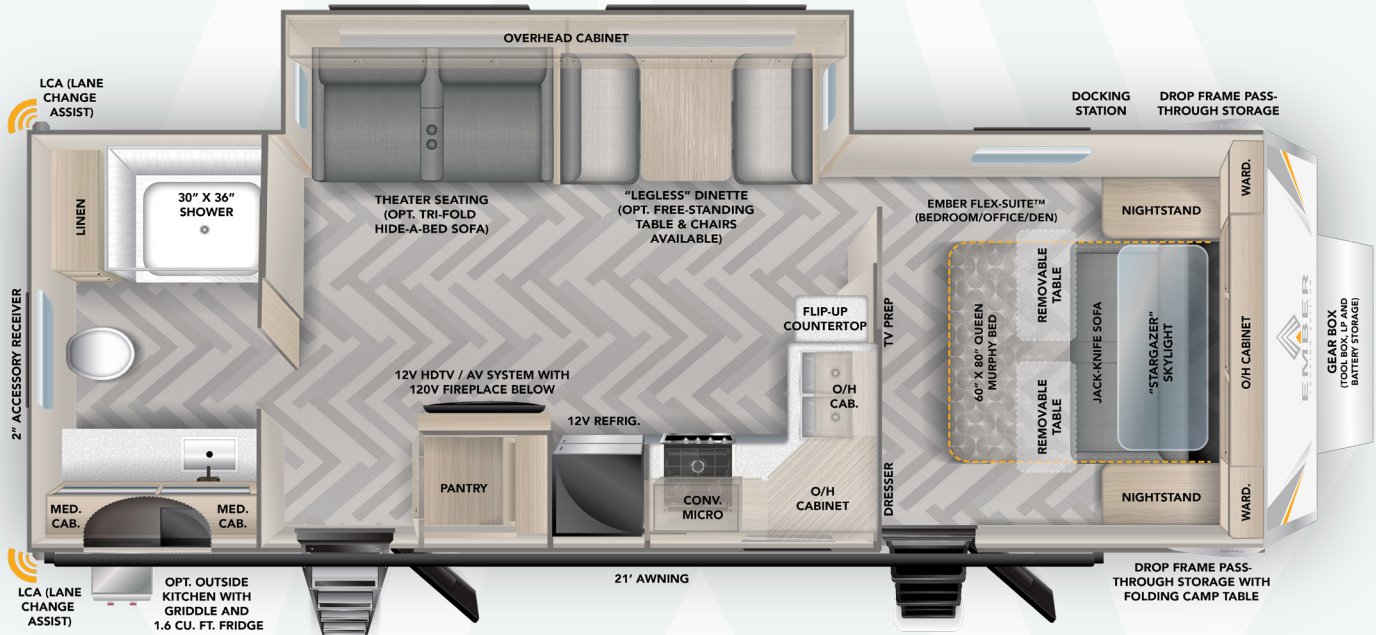 OVERHEAD CABINET
LCA (LANE
CHANGE
ASSIST)
DOCKING
STATION
DROP FRAME PASS-
THROUGH STORAGE
LINEN
30” X 36”
SHOWER
THEATER SEATING
(OPT. TRI-FOLD
HIDE-A-BED SOFA)
“LEGLESS” DINETTE
(OPT. FREE-STANDING
TABLE & CHAIRS
AVAILABLE)
EMBER FLEX-SUITE™
(BEDROOM/OFFICE/DEN)
NIGHTSTAND
WARD.
2” ACCESSORY RECEIVER
FLIP-UP
COUNTERTOP
TV PREP
60” X 80” QUEEN
MURPHY BED
REMOVABLE
TABLE
REMOVABLE
TABLE
JACK-KNIFE SOFA
“STARGAZER”
SKYLIGHT
O/H CABINET
EMBER
GEAR BOX
(TOOL BOX, LP AND
BATTERY STORAGE)
12V HDTV / AV SYSTEM WITH
120V FIREPLACE BELOW
O/H
CAB.
12V REFRIG.
PANTRY
CONV.
MICRO
O/H
CABINET
DRESSER
NIGHTSTAND
WARD.
MED.
CAB.
MED.
CAB.
LCA (LANE
CHANGE
ASSIST)
OPT. OUTSIDE
KITCHEN WITH
GRIDDLE AND
1.6 CU. FT. FRIDGE
21’ AWNING
DROP FRAME PASS-
THROUGH STORAGE WITH
FOLDING CAMP TABLE